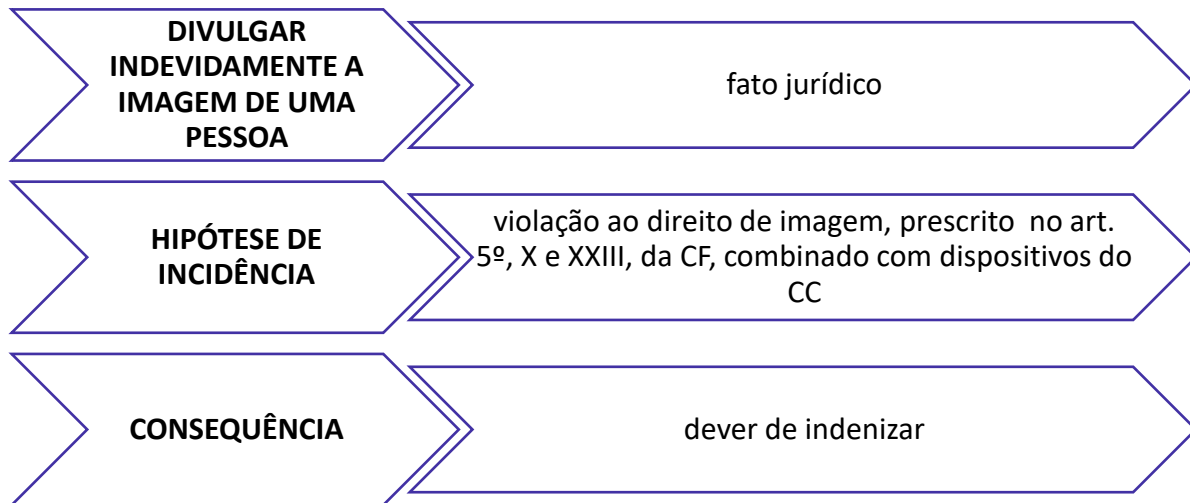 DIVULGAR
INDEVIDAMENTE A
IMAGEM DE UMA
PESSOA
fato jurídico
HIPÓTESE DE
INCIDÊNCIA
violação ao direito de imagem, prescrito no art.
5º, X e XXIII, da CF, combinado com dispositivos do
CC
CONSEQUÊNCIA
dever de indenizar